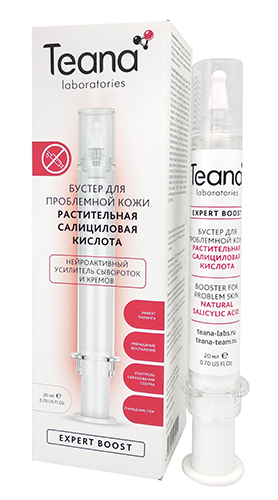 Teana
laboratories
БУСТЕР ДЛЯ
ПРОБЛЕМНОЙ КОЖИ
РАСТИТЕЛЬНАЯ
САЛИЦИЛОВАЯ
КИСЛОТА
НЕЙРОАКТИВНЫЙ
УСИЛИТЕЛЬ СЫВОРОТОК
И КРЕМОВ
ЭФФЕКТ
ПИЛИНГА
УМЕНЬШЕНИЕ
ВОСПАЛЕНИЯ
КОНТРОЛЬ
ОБРАЗОВАНИЯ
СЕБУМА
ОЧИЩЕНИЕ ПОР
20 ml ℮
0.70 US Fl.Oz.
EXPERT BOOST
Teana
laboratories
EXPERT BOOST
БУСТЕР ДЛЯ
ПРОБЛЕМНОЙ КОЖИ
РАСТИТЕЛЬНАЯ
САЛИЦИЛОВАЯ
КИСЛОТА
BOOSTER FOR
PROBLEM SKIN
NATURAL
SALICYLIC ACID
teana-labs.ru
teana-team.ru
20 мл ℮
0.70 US Fl.Oz.